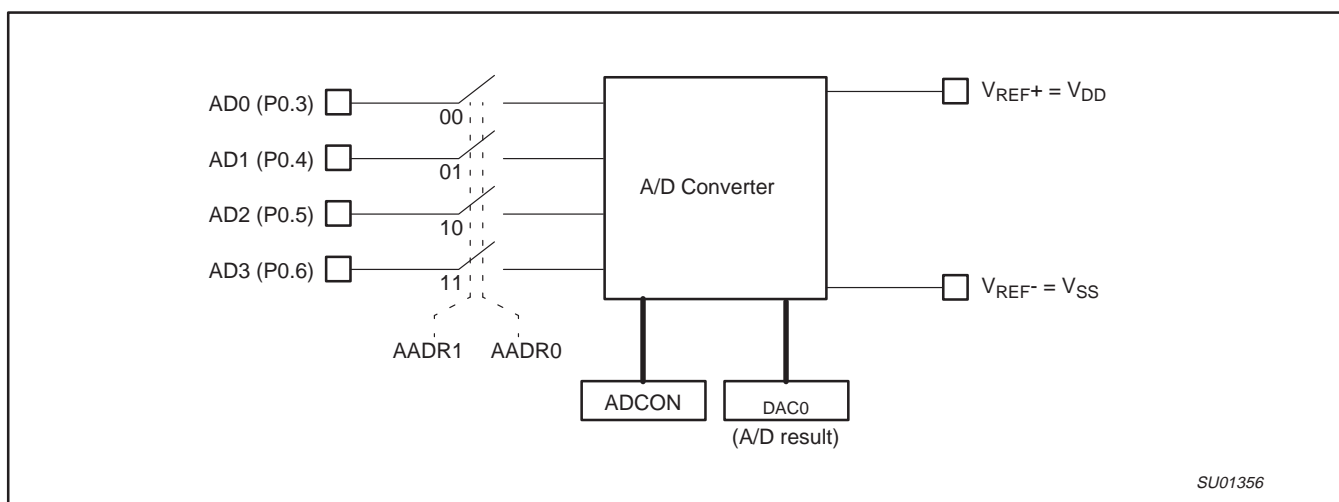 AD0 (P0.3)
00
AD1 (P0.4)
01
AD2 (P0.5)
10
AD3 (P0.6)
11
AADR1 AADR0
A/D Converter
VREF+ = VDD
VREF- = VSS
ADCON
DAC0
(A/D result)
SU01356